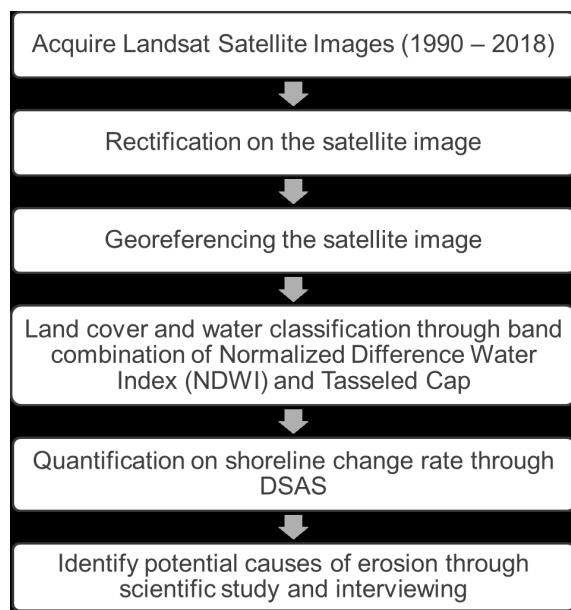 Acquire Landsat Satellite Images (1990 – 2018)
Rectification on the satellite image
Georeferencing the satellite image
Land cover and water classification through band
combination of Normalized Difference Water
Index (NDWI) and Tasseled Cap
Quantification on shoreline change rate through
DSAS
Identify potential causes of erosion through
scientific study and interviewing